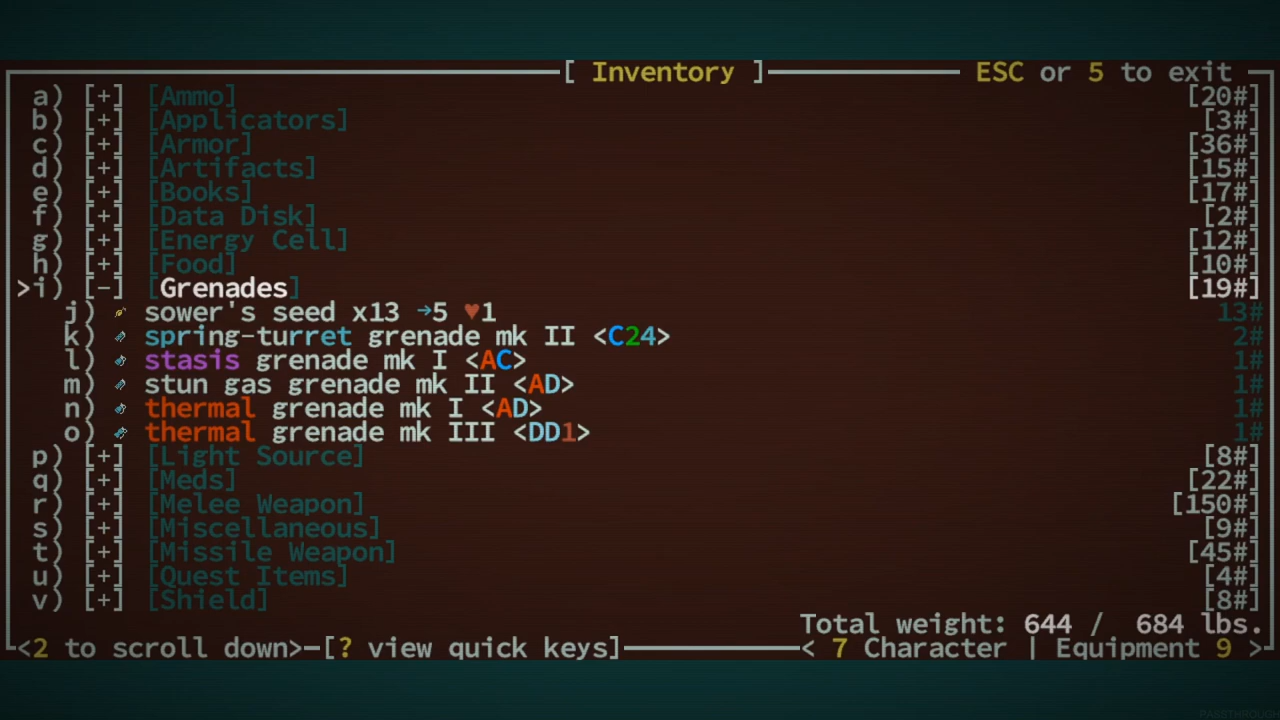 [ Inventory ] ESC or 5 to exit
a) [+] [Ammo] [20#]
b) [+] [Applicators] [3#]
c) [+] [Armor] [36#]
d) [+] [Artifacts] [15#]
e) [+] [Books] [17#]
f) [+] [Data Disk] [2#]
g) [+] [Energy Cell] [12#]
h) [+] [Food] [10#]
>i) [-] [Grenades] [19#]
j) sower's seed x13 →5 ♥1 13#
k) spring-turret grenade mk II <C24> 2#
l) stasis grenade mk I <AC> 1#
m) stun gas grenade mk II <AD> 1#
n) thermal grenade mk I <AD> 1#
o) thermal grenade mk III <DD1> 1#
p) [+] [Light Source] [8#]
q) [+] [Meds] [22#]
r) [+] [Melee Weapon] [150#]
s) [+] [Miscellaneous] [9#]
t) [+] [Missile Weapon] [45#]
u) [+] [Quest Items] [4#]
v) [+] [Shield] [8#]
Total weight: 644 / 684 lbs.
<2 to scroll down> [? view quick keys] < 7 Character | Equipment 9 >